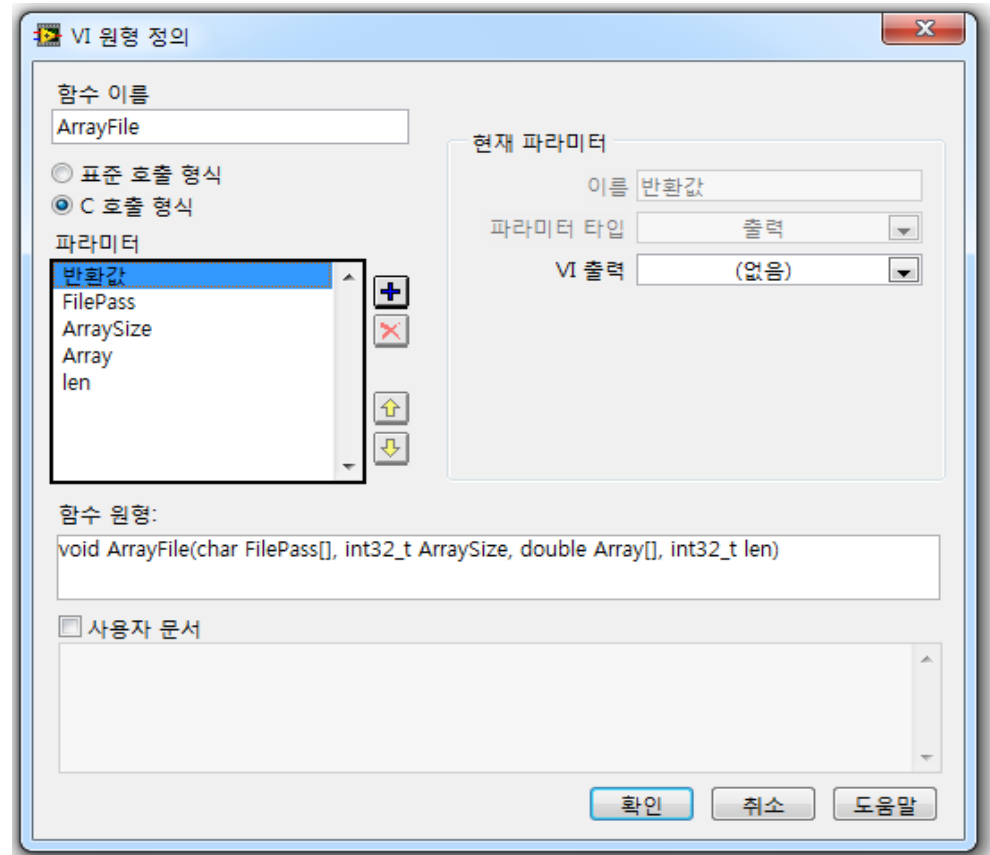 VI 원형 정의
함수 이름
ArrayFile
표준 호출 형식
C 호출 형식
파라미터
반환값
FilePass
ArraySize
Array
len
현재 파라미터
이름 반환값
파라미터 타입 출력
VI 출력 (없음)
함수 원형:
void ArrayFile(char FilePass[], int32_t ArraySize, double Array[], int32_t len)
사용자 문서
확인 취소 도움말